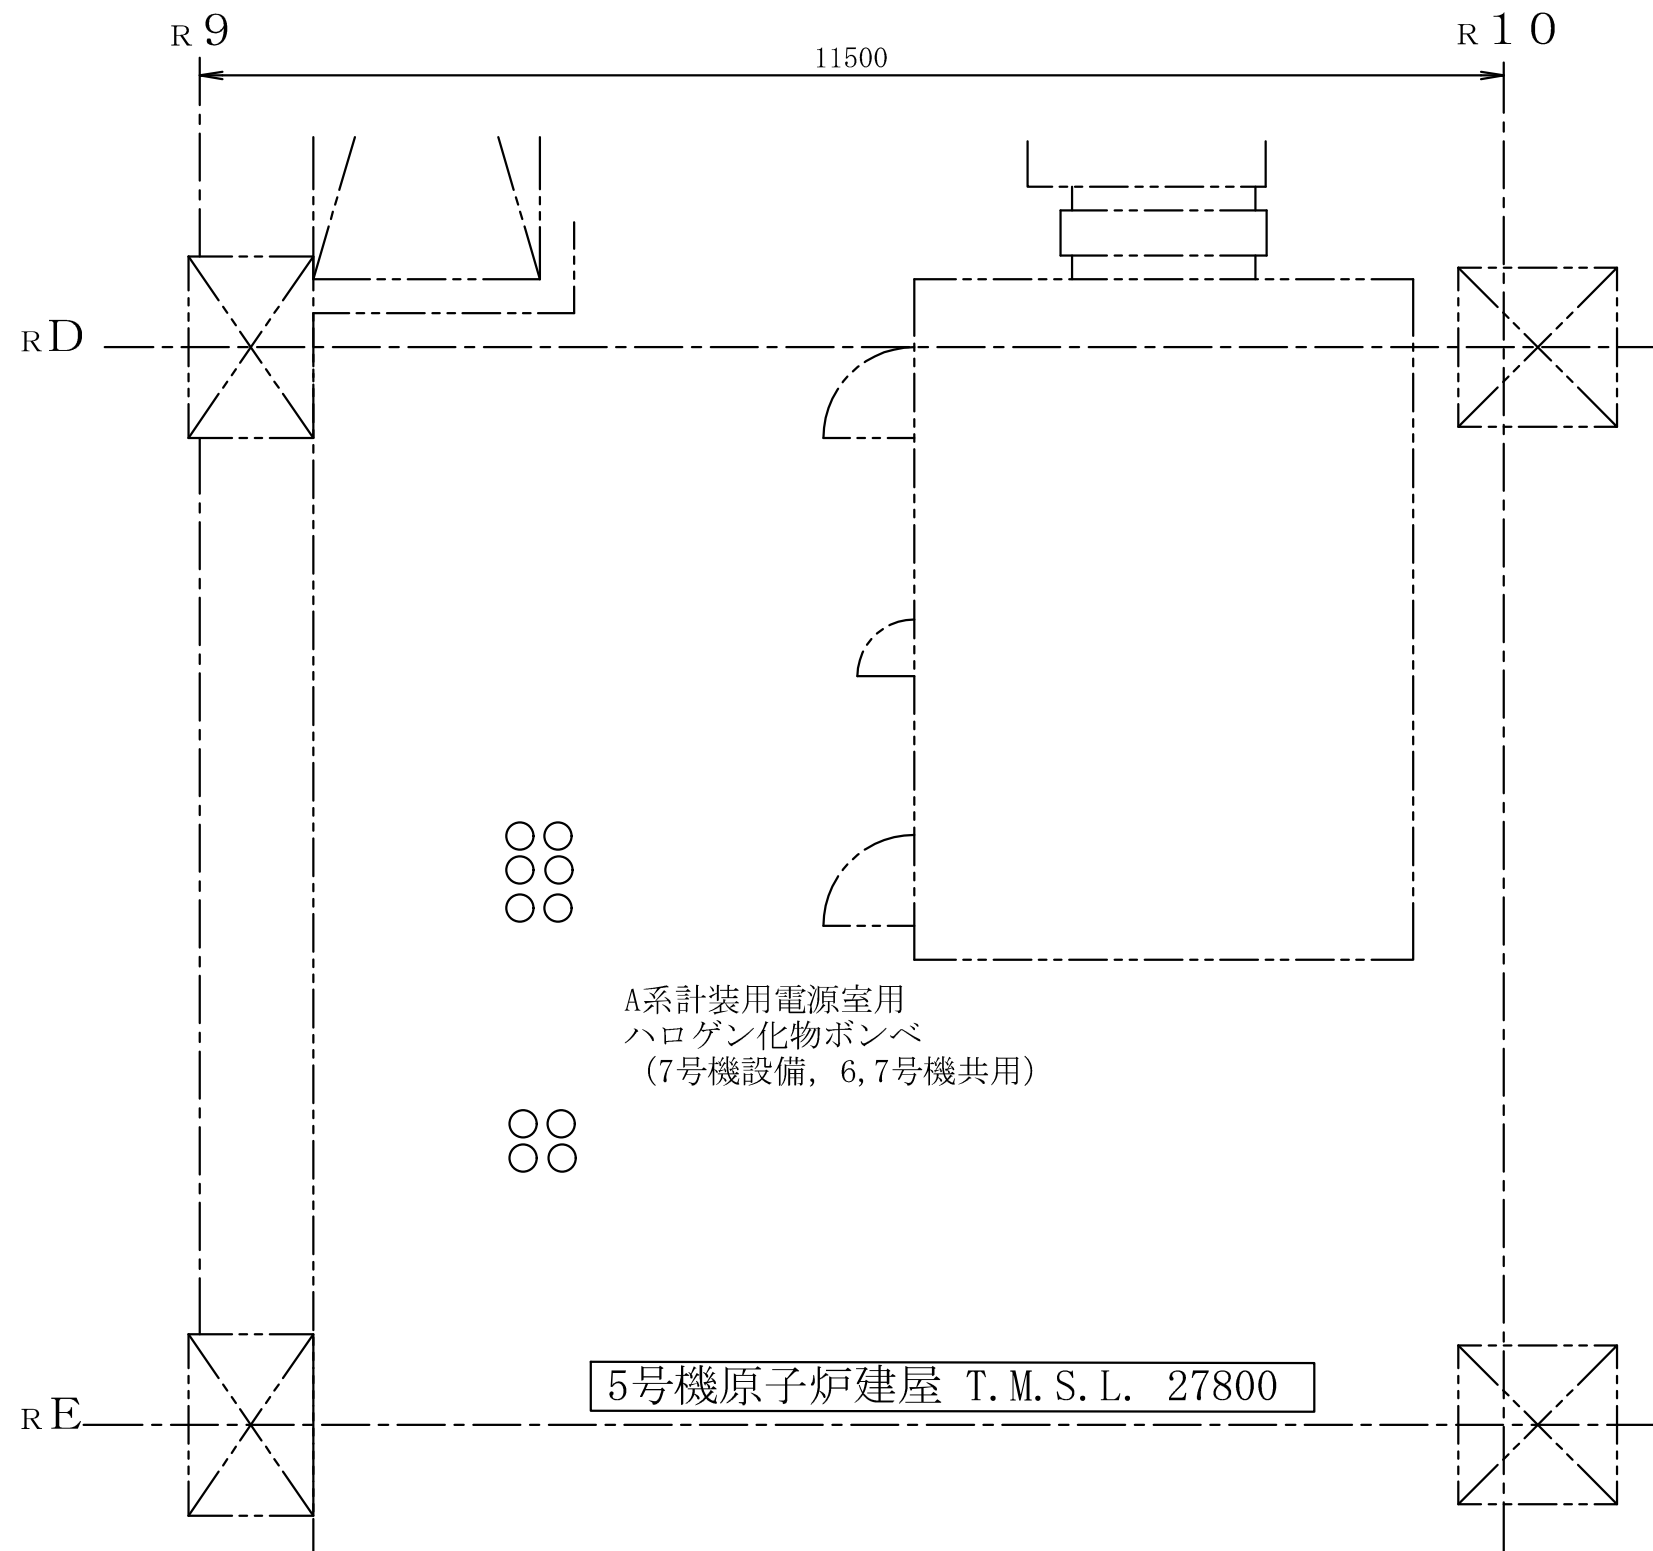 R9
R10
11500
RD
A系計装用電源室用
ハロゲン化物ボンベ
(7号機設備, 6,7号機共用)
5号機原子炉建屋 T.M.S.L. 27800
RE